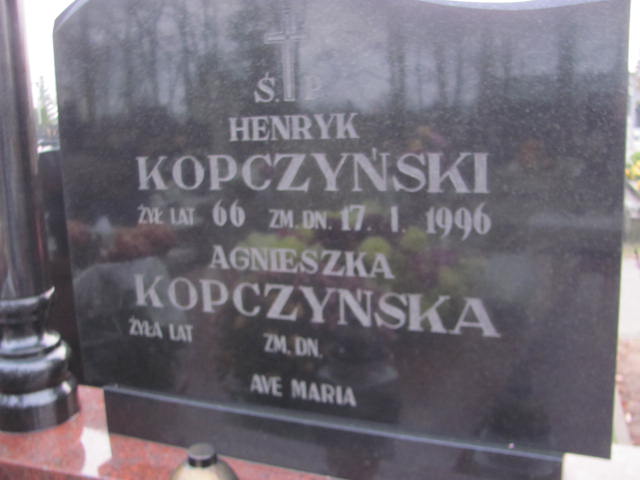 Ś.P
HENRYK
KOPCZYŃSKI
ŻYŁ LAT 66 ZM. DN. 17. 1. 1996
AGNIESZKA
KOPCZYŃSKA
ŻYŁA LAT ZM. DN.
AVE MARIA